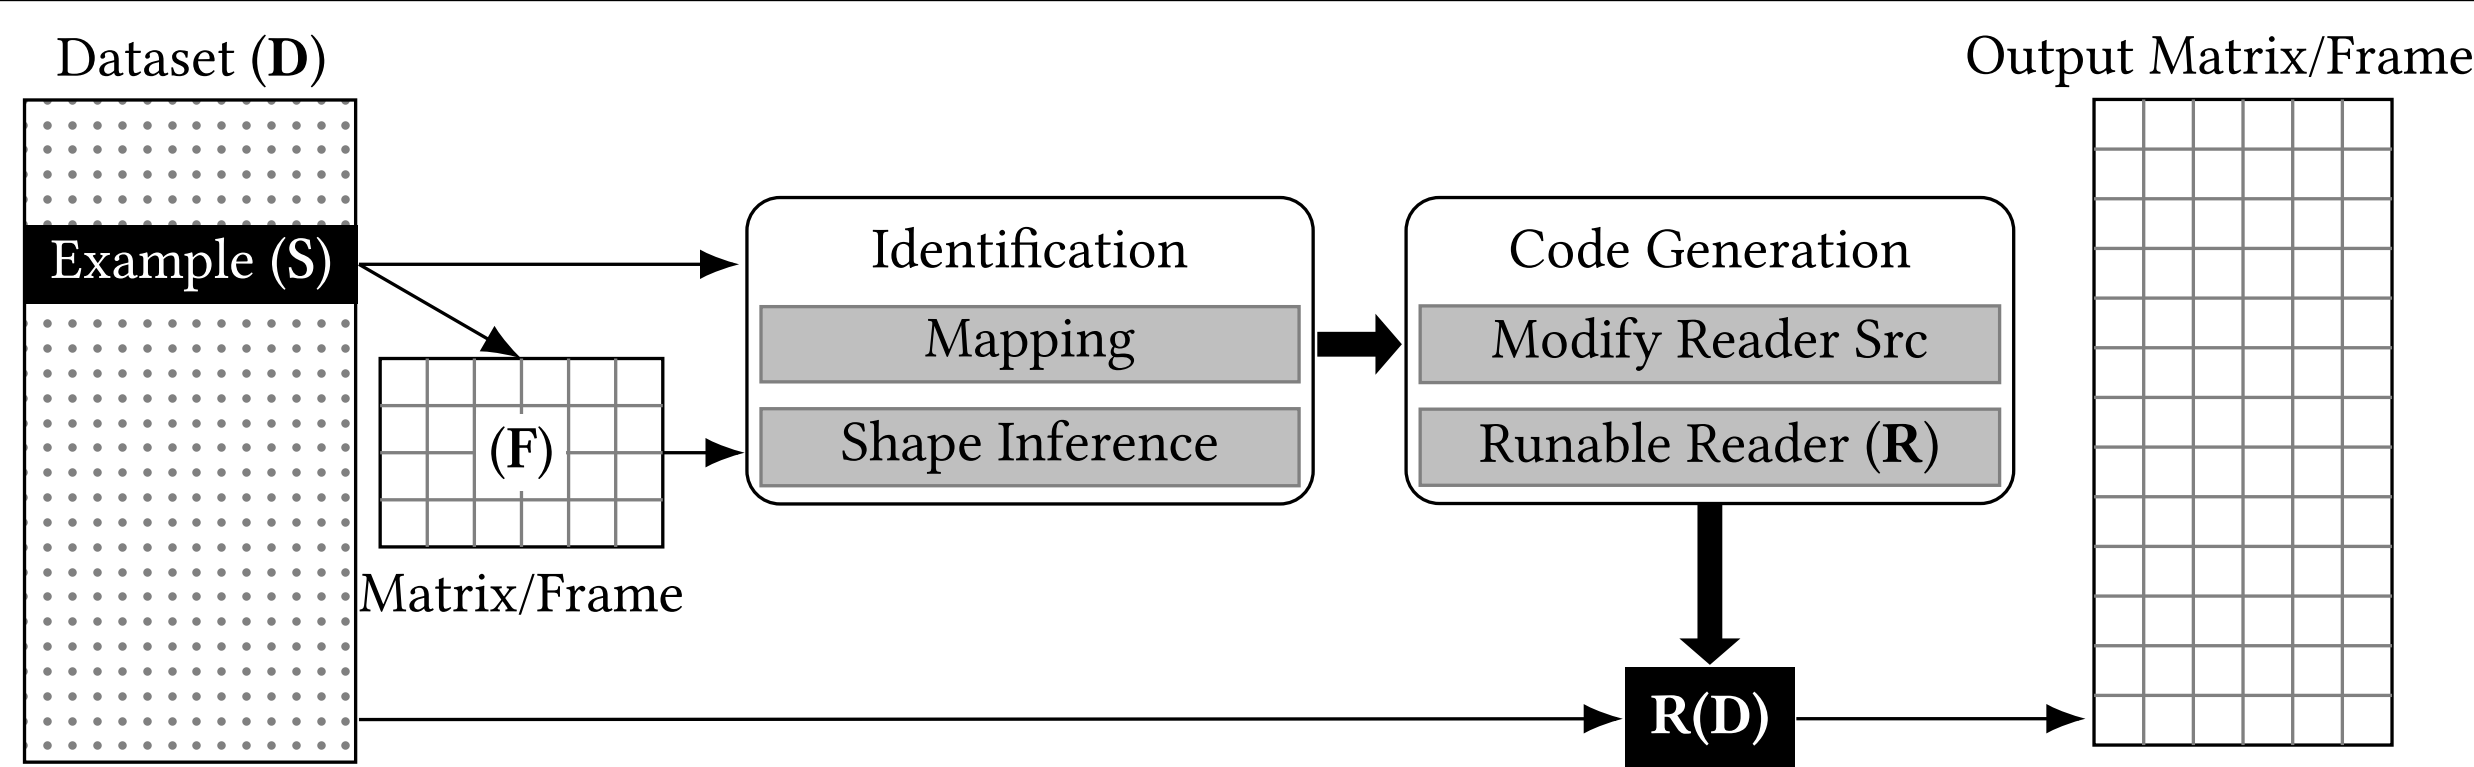 Dataset (D)
Output Matrix/Frame
Example (S)
Identification
Mapping
Shape Inference
Code Generation
Modify Reader Src
Runable Reader (R)
(F)
Matrix/Frame
R(D)